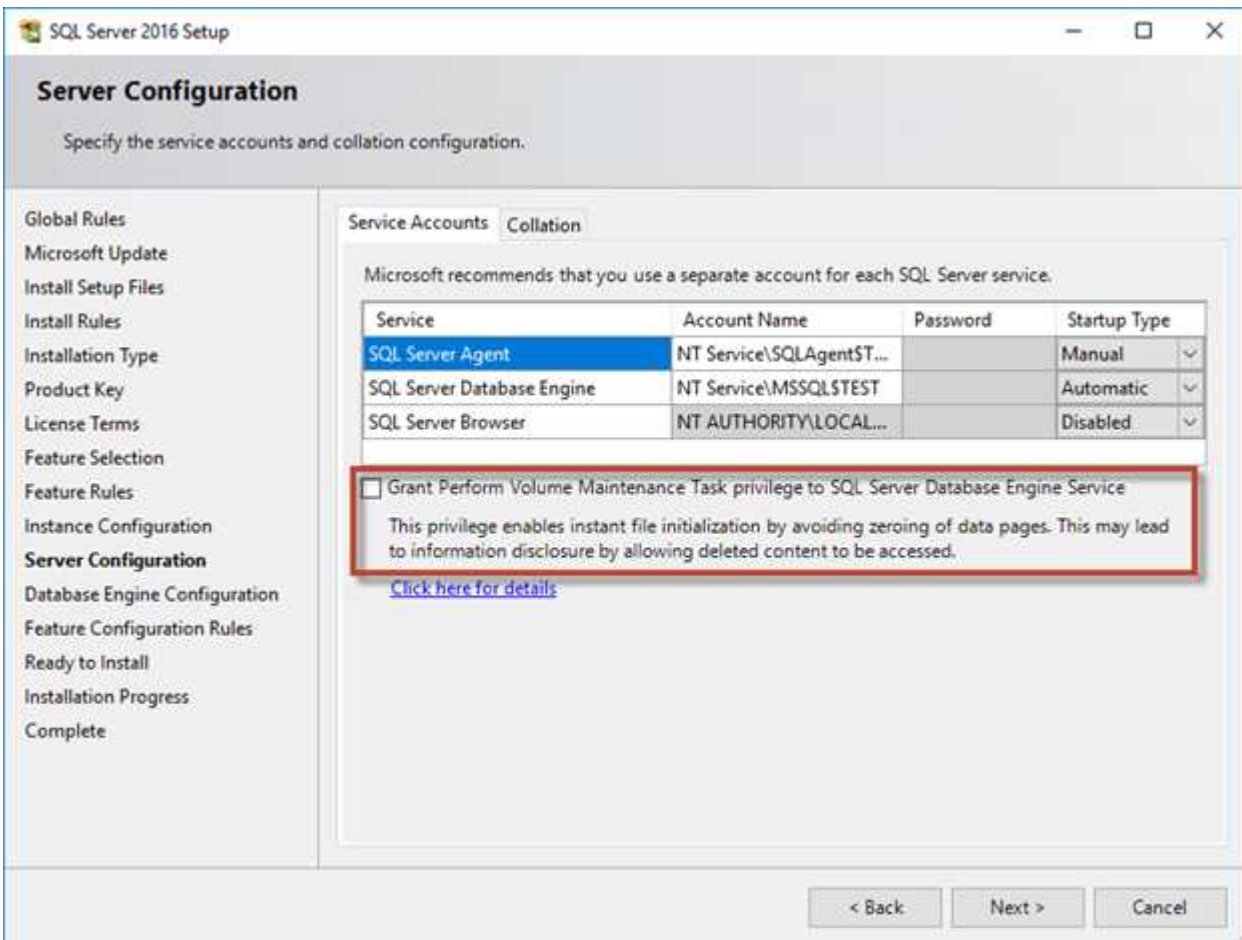 SQL Server 2016 Setup
Server Configuration
Specify the service accounts and collation configuration.
Global Rules
Microsoft Update
Install Setup Files
Install Rules
Installation Type
Product Key
License Terms
Feature Selection
Feature Rules
Instance Configuration
Server Configuration
Database Engine Configuration
Feature Configuration Rules
Ready to Install
Installation Progress
Complete
Service Accounts Collation
Microsoft recommends that you use a separate account for each SQL Server service.
Service Account Name Password Startup Type
SQL Server Agent NT Service\SQLAgent$T... Manual
SQL Server Database Engine NT Service\MSSQL$TEST Automatic
SQL Server Browser NT AUTHORITY\LOCAL... Disabled
Grant Perform Volume Maintenance Task privilege to SQL Server Database Engine Service
This privilege enables instant file initialization by avoiding zeroing of data pages. This may lead
to information disclosure by allowing deleted content to be accessed.
Click here for details
< Back Next > Cancel